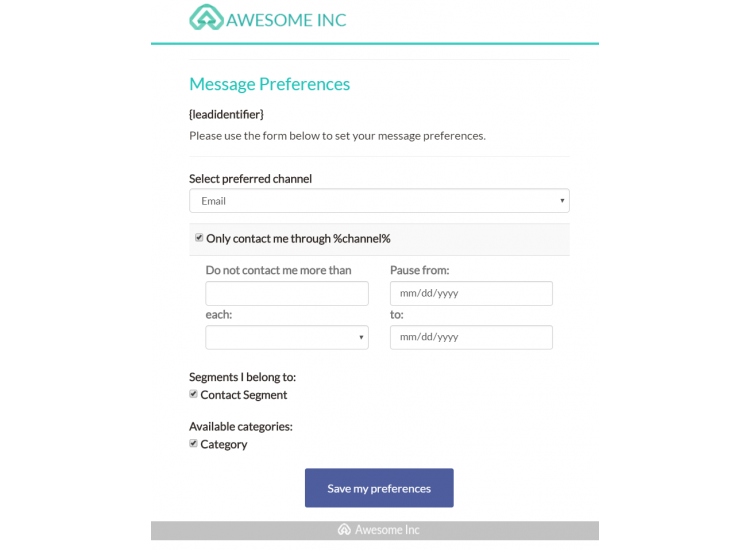 AWESOME INC
Message Preferences
{leadidentifier}
Please use the form below to set your message preferences.
Select preferred channel
Email
Only contact me through %channel%
Do not contact me more than
Pause from:
mm/dd/yyyy
each:
to:
mm/dd/yyyy
Segments I belong to:
Contact Segment
Available categories:
Category
Save my preferences
Awesome Inc